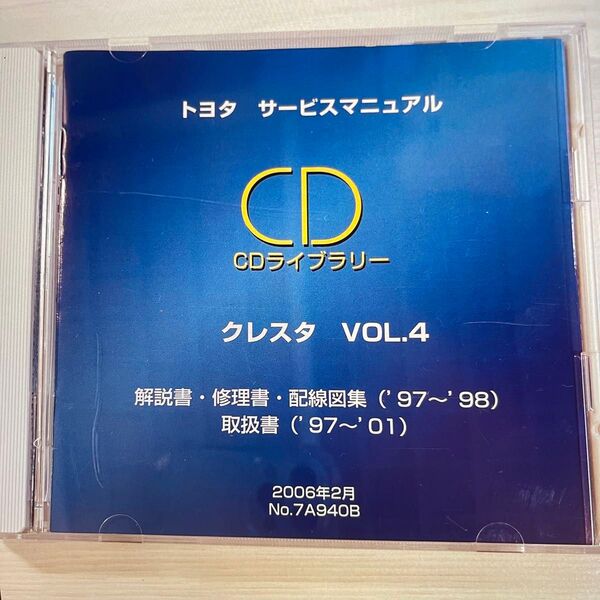 トヨタ サービスマニュアル
CD
CDライブラリー
クレスタ VOL.4
解説書・修理書・配線図集（'97～'98）
取扱書（'97～'01）
2006年2月
No.7A940B